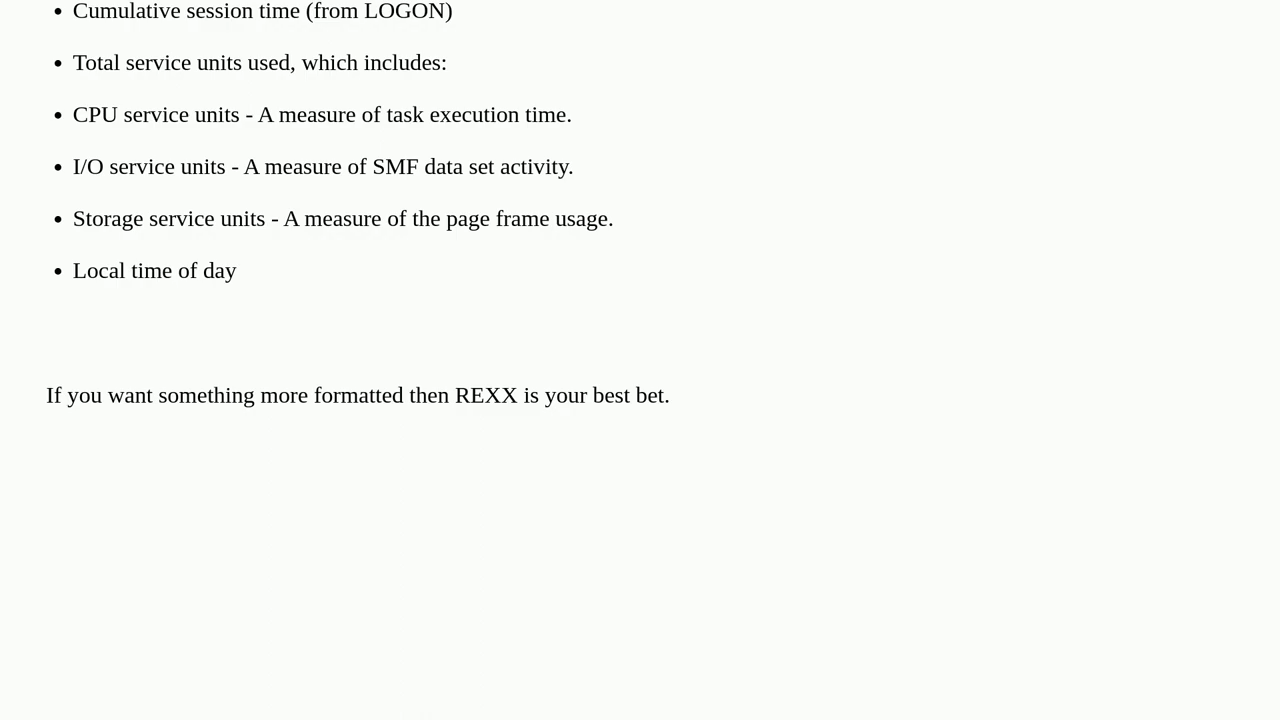 • Cumulative session time (from LOGON)
• Total service units used, which includes:
• CPU service units - A measure of task execution time.
• I/O service units - A measure of SMF data set activity.
• Storage service units - A measure of the page frame usage.
• Local time of day
If you want something more formatted then REXX is your best bet.